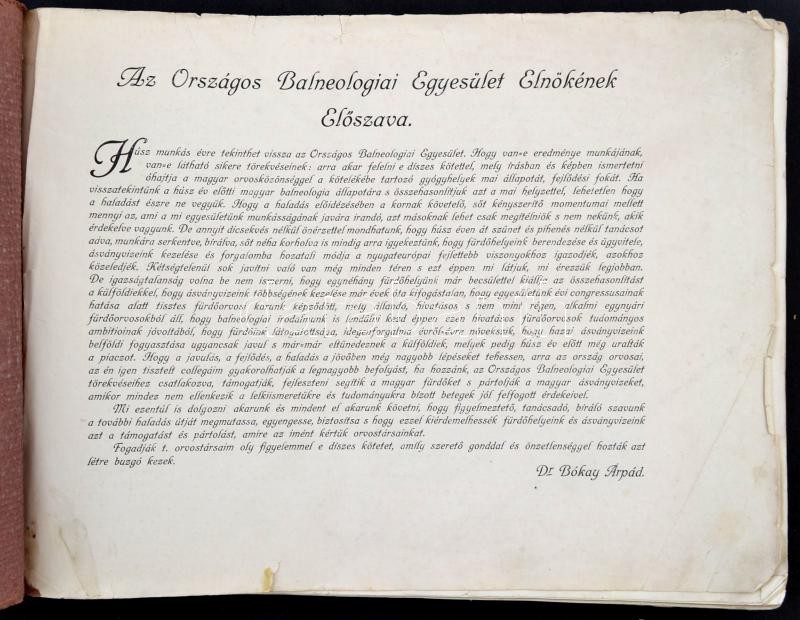 Az Országos Balneologiai Egyesület Elnökének
Előszava.
Húsz munkás évre tekinthet vissza az Országos Balneologiai Egyesület. Hogy van-e eredménye munkájának,
van-e látható sikere törekvéseinek: arra akar felelni e díszes kötettel, mely írásban és képben ismertetni
óhajtja a magyar orvosközönséggel a kötelékébe tartozó gyógyhelyek mai állapotát, fejlődési fokát. Ha
visszatekintünk a húsz év előtti magyar balneologia állapotára s összehasonlítjuk azt a mai helyzettel, lehetetlen hogy
a haladást észre ne vegyük. Hogy a haladás előidézésében a kornak követelő, sőt kényszerítő momentumai mellett
mennyi az, ami a mi egyesületünk munkásságának javára irandó, azt másoknak lehet csak megítélniök s nem nekünk, akik
érdekelve vagyunk. De annyit dicsekvés nélkül önérzettel mondhatunk, hogy húsz éven át szünet és pihenés nélkül tanácsot
adva, munkára serkentve, bírálva, sőt néha korholva is mindig arra igyekeztünk, hogy fürdőhelyeink berendezése és ügyvitele,
ásványvizeink kezelése és forgalomba hozatali módja a nyugateurópai fejlettebb viszonyokhoz igazodjék, azokhoz
közeledjék. Kétségtelenül sok javítni való van még minden téren s ezt éppen mi látjuk, mi érezzük legjobban.
De igazságtalanság volna be nem ismerni, hogy egynéhány fürdőhelyünk már becsülettel kiállja az összehasonlítást
a külföldiekkel, hogy ásványvizeink többségének kezelése már évek óta kifogástalan, hogy egyesületünk évi congressusainak
hatása alatt tisztes fürdőorvosi karunk képződött, mely állandó, hivatásos s nem mint régen, alkalmi egynyári
fürdőorvosokból áll, hogy balneologiai irodalmunk is lendülni kezd éppen ezen hivatásos fürdőorvosok tudományos
ambitioinak jóvoltából, hogy fürdőink látogatottsága, idegenforgalma évről-évre növekszik, hogy hazai ásványvizeink
belföldi fogyasztása ugyancsak javul s már-már eltünedeznek a külföldiek, melyek pedig húsz év előtt még uralták
a piaczot. Hogy a javulás, a fejlődés, a haladás a jövőben még nagyobb lépéseket tehessen, arra az ország orvosai,
az én igen tisztelt collegáim gyakorolhatják a legnagyobb befolyást, ha hozzánk, az Országos Balneologiai Egyesület
törekvéseihez csatlakozva, támogatják, fejleszteni segítik a magyar fürdőket s pártolják a magyar ásványvizeket,
amikor mindez nem ellenkezik a lelkiismeretükre és tudományukra bízott betegek jól felfogott érdekeivel.
Mi ezentúl is dolgozni akarunk és mindent el akarunk követni, hogy figyelmeztető, tanácsadó, bíráló szavunk
a további haladás útját megmutassa, egyengesse, biztosítsa s hogy ezzel kiérdemelhessék fürdőhelyeink és ásványvizeink
azt a támogatást és pártolást, amire az imént kértük orvostársainkat.
Fogadják t. orvostársaim oly figyelemmel e díszes kötetet, amily szerető gonddal és önzetlenséggel hozták azt
létre buzgó kezek.
Dr. Bókay Árpád.